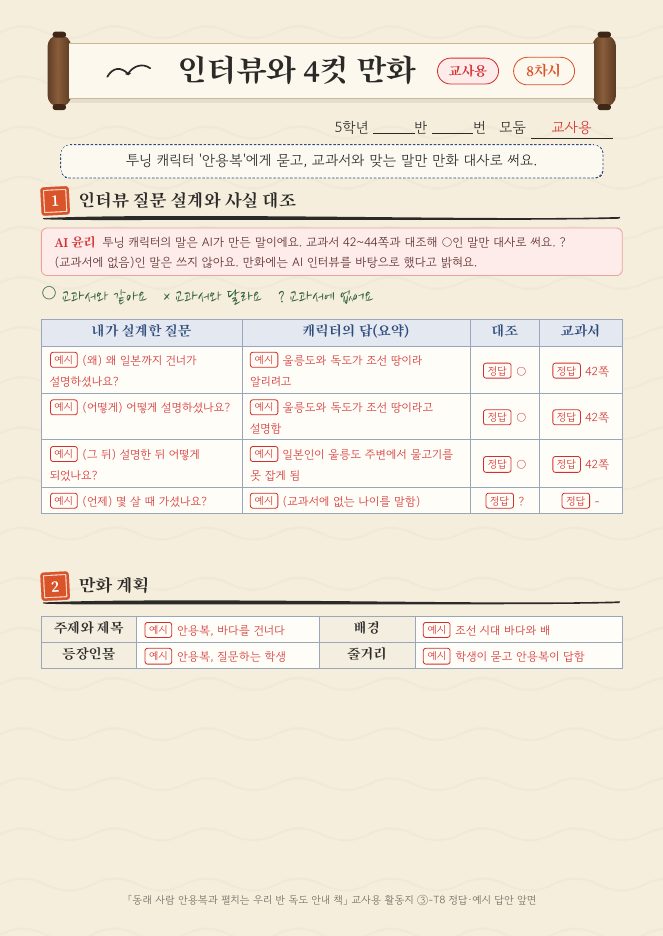 인터뷰와 4컷 만화 교사용 8차시
5학년 ______반 ______번 모둠 교사용
투닝 캐릭터 '안용복'에게 묻고, 교과서와 맞는 말만 만화 대사로 써요.
1 인터뷰 질문 설계와 사실 대조
AI 윤리 투닝 캐릭터의 말은 AI가 만든 말이에요. 교과서 42~44쪽과 대조해 ○인 말만 대사로 써요. ?
(교과서에 없음)인 말은 쓰지 않아요. 만화에는 AI 인터뷰를 바탕으로 했다고 밝혀요.
○ 교과서와 같아요 × 교과서와 달라요 ? 교과서에 없어요
내가 설계한 질문 캐릭터의 답(요약) 대조 교과서
예시 (왜) 왜 일본까지 건너가
설명하셨나요?
예시 울릉도와 독도가 조선 땅이라
알리려고
정답 ○ 정답 42쪽
예시 (어떻게) 어떻게 설명하셨나요?
예시 울릉도와 독도가 조선 땅이라고
설명함
정답 ○ 정답 42쪽
예시 (그 뒤) 설명한 뒤 어떻게
되었나요?
예시 일본인이 울릉도 주변에서 물고기를
못 잡게 됨
정답 ○ 정답 42쪽
예시 (언제) 몇 살 때 가셨나요? 예시 (교과서에 없는 나이를 말함) 정답 ? 정답 -
2 만화 계획
주제와 제목 예시 안용복, 바다를 건너다 배경 예시 조선 시대 바다와 배
등장인물 예시 안용복, 질문하는 학생 줄거리 예시 학생이 묻고 안용복이 답함
「동래 사람 안용복과 펼치는 우리 반 독도 안내 책」 교사용 활동지 ③-T8 정답·예시 답안 앞면